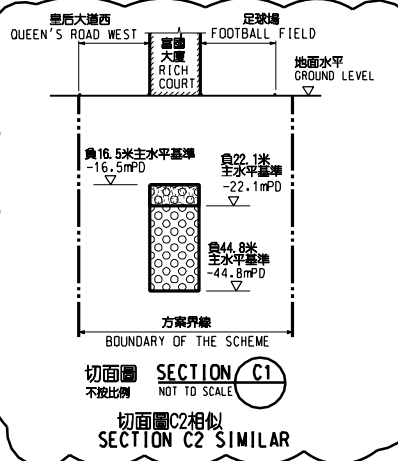 皇后大道西
QUEEN'S ROAD WEST
富國
大廈
RICH
COURT
足球場
FOOTBALL FIELD
地面水平
GROUND LEVEL
負16.5米主水平基準
-16.5mPD
負22.1米
主水平基準
-22.1mPD
負44.8米
主水平基準
-44.8mPD
方案界線
BOUNDARY OF THE SCHEME
切面圖 SECTION C1
不按比例 NOT TO SCALE
切面圖C2相似
SECTION C2 SIMILAR